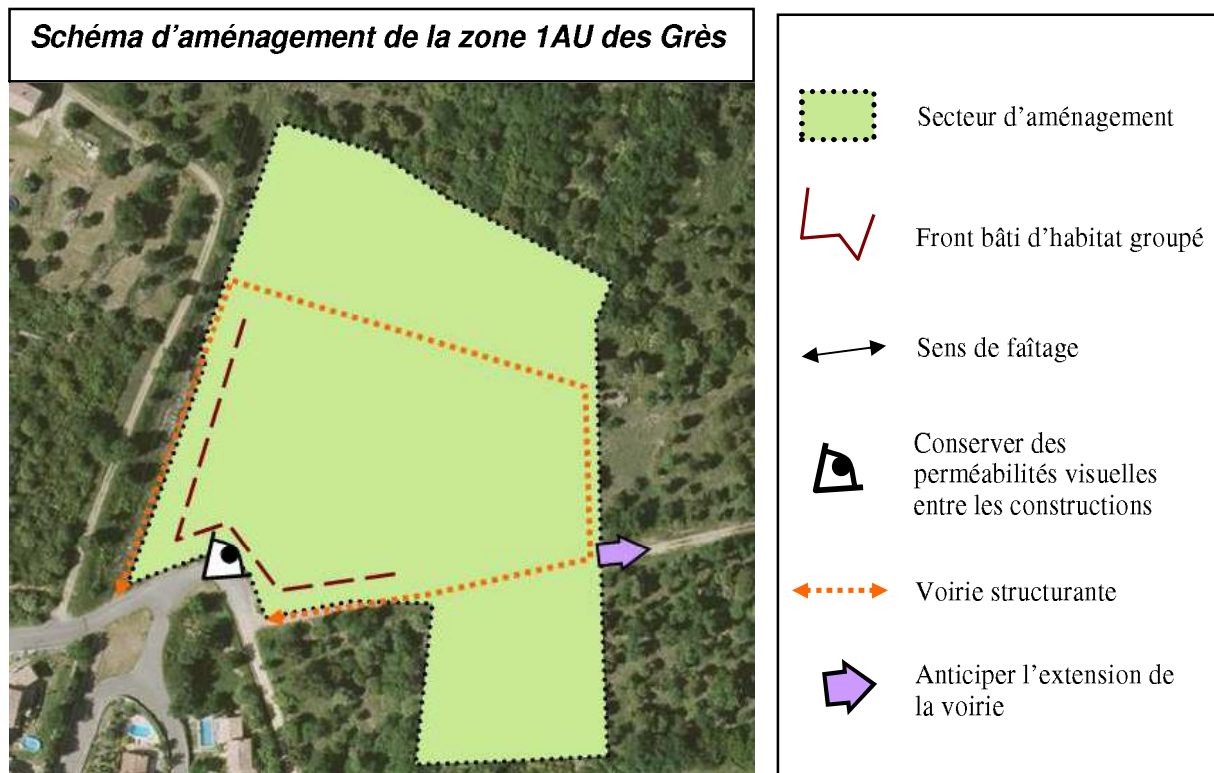 Schéma d'aménagement de la zone 1AU des Grès
Secteur d'aménagement
Front bâti d'habitat groupé
Sens de faîtage
Conserver des
perméabilités visuelles
entre les constructions
Voirie structurante
Anticiper l'extension de
la voirie